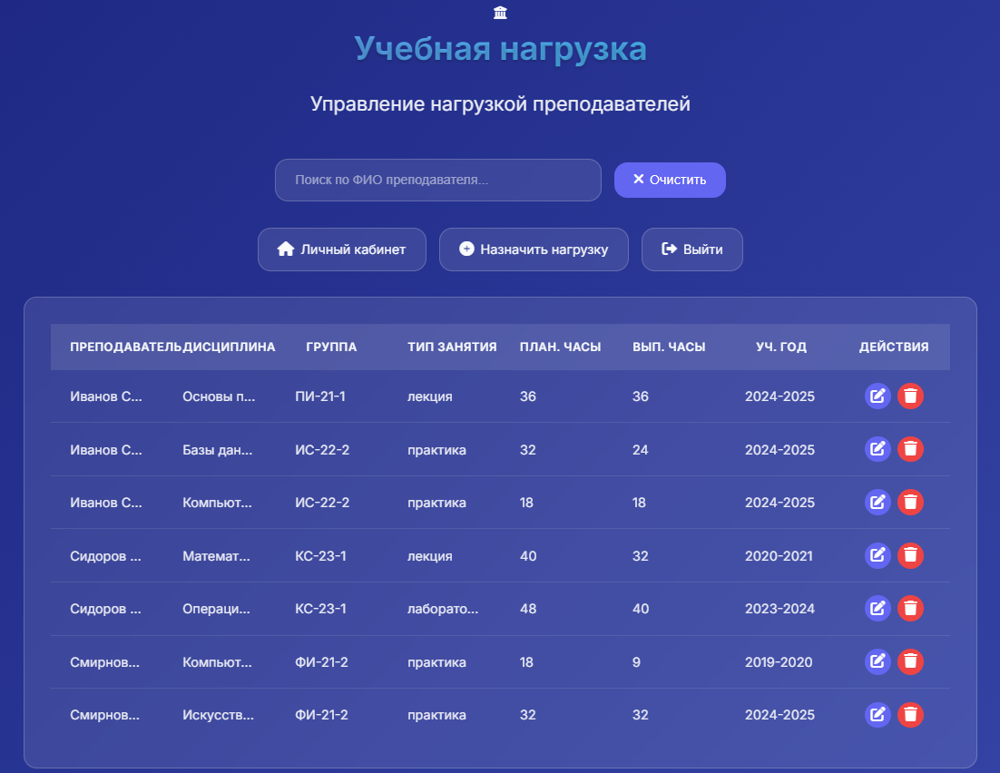 Учебная нагрузка
Управление нагрузкой преподавателей
Поиск по ФИО преподавателя...
Очистить
Личный кабинет Назначить нагрузку Выйти
ПРЕПОДАВАТЕЛЬ ДИСЦИПЛИНА ГРУППА ТИП ЗАНЯТИЯ ПЛАН. ЧАСЫ ВЫП. ЧАСЫ УЧ. ГОД ДЕЙСТВИЯ
Иванов С... Основы п... ПИ-21-1 лекция 36 36 2024-2025
Иванов С... Базы дан... ИС-22-2 практика 32 24 2024-2025
Иванов С... Компьют... ИС-22-2 практика 18 18 2024-2025
Сидоров ... Математ... КС-23-1 лекция 40 32 2020-2021
Сидоров ... Операци... КС-23-1 лаборато... 48 40 2023-2024
Смирнов... Компьют... ФИ-21-2 практика 18 9 2019-2020
Смирнов... Искусств... ФИ-21-2 практика 32 32 2024-2025